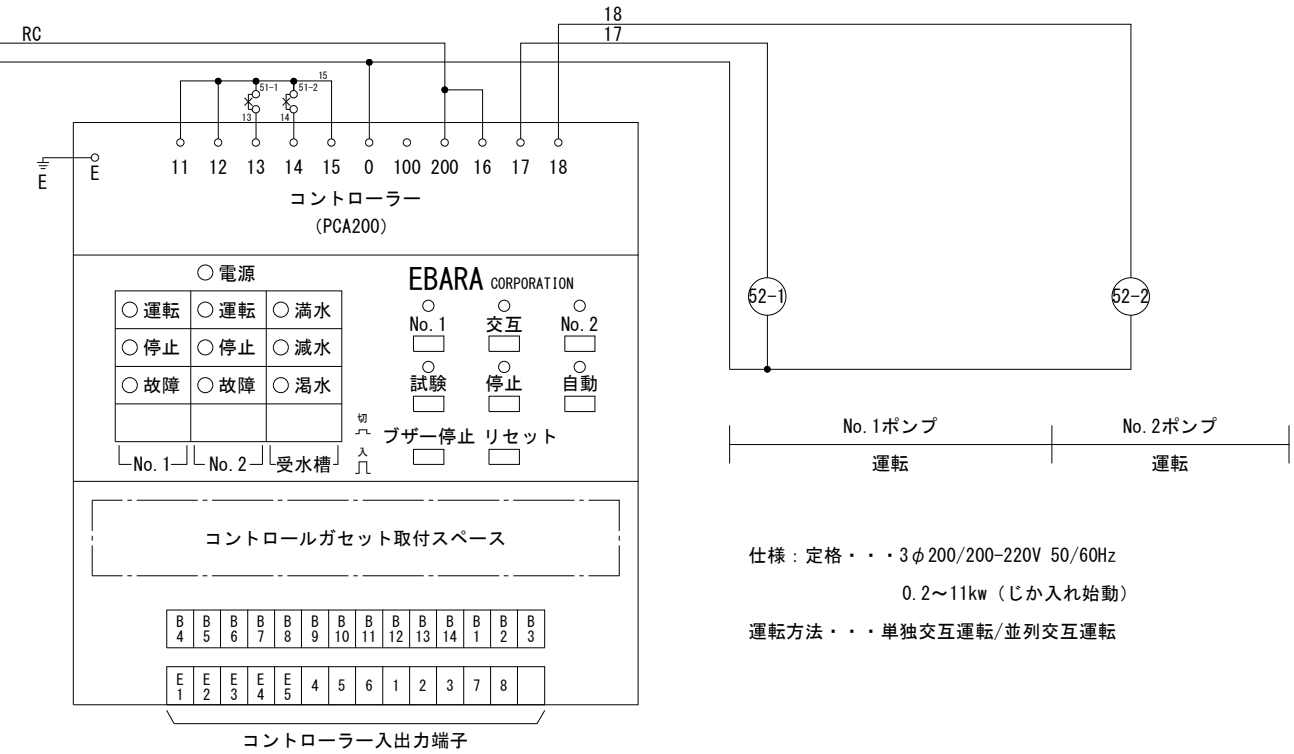 18
RC
17
15
51-1 51-2
13 14
E
E
11 12 13 14 15 0 100 200 16 17 18
コントローラー
(PCA200)
電源
EBARA CORPORATION
運転 運転 満水
停止 停止 減水
故障 故障 渇水
No.1 交互 No.2
試験 停止 自動
切
入
ブザー停止 リセット
No.1 No.2 受水槽
52-1 52-2
No.1ポンプ No.2ポンプ
運転 運転
コントロールガセット取付スペース
仕様：定格・・・3φ200/200-220V 50/60Hz
0.2～11kw（じか入れ始動）
運転方法・・・単独交互運転/並列交互運転
B4 B5 B6 B7 B8 B9 B10 B11 B12 B13 B14 B1 B2 B3
E1 E2 E3 E4 E5 4 5 6 1 2 3 7 8
コントローラー入出力端子